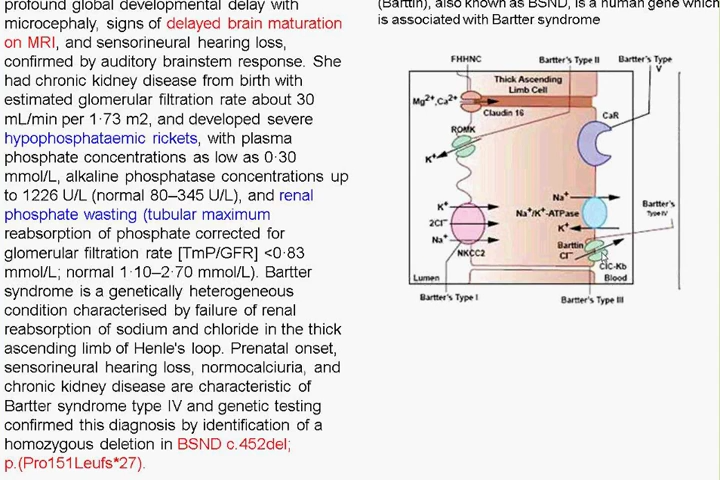 profound global developmental delay with
microcephaly, signs of delayed brain maturation
on MRI, and sensorineural hearing loss,
confirmed by auditory brainstem response. She
had chronic kidney disease from birth with
estimated glomerular filtration rate about 30
mL/min per 1·73 m2, and developed severe
hypophosphataemic rickets, with plasma
phosphate concentrations as low as 0·30
mmol/L, alkaline phosphatase concentrations up
to 1226 U/L (normal 80–345 U/L), and renal
phosphate wasting (tubular maximum
reabsorption of phosphate corrected for
glomerular filtration rate [TmP/GFR] <0·83
mmol/L; normal 1·10–2·70 mmol/L). Bartter
syndrome is a genetically heterogeneous
condition characterised by failure of renal
reabsorption of sodium and chloride in the thick
ascending limb of Henle's loop. Prenatal onset,
sensorineural hearing loss, normocalciuria, and
chronic kidney disease are characteristic of
Bartter syndrome type IV and genetic testing
confirmed this diagnosis by identification of a
homozygous deletion in BSND c.452del;
p.(Pro151Leufs*27).
(Barttin), also known as BSND, is a human gene which
is associated with Bartter syndrome
FHHNC
Bartter's Type II
Bartter's Type
V
Thick Ascending
Limb Cell
Mg2+,Ca2+
Claudin 16
CaR
ROMK
K+
K+
2Cl-
Na+
NKCC2
Na+
Na+/K+-ATPase
K+
Bartter's
Type IV
Barttin
Cl-
ClC-Kb
Lumen
Blood
Bartter's Type I
Bartter's Type III